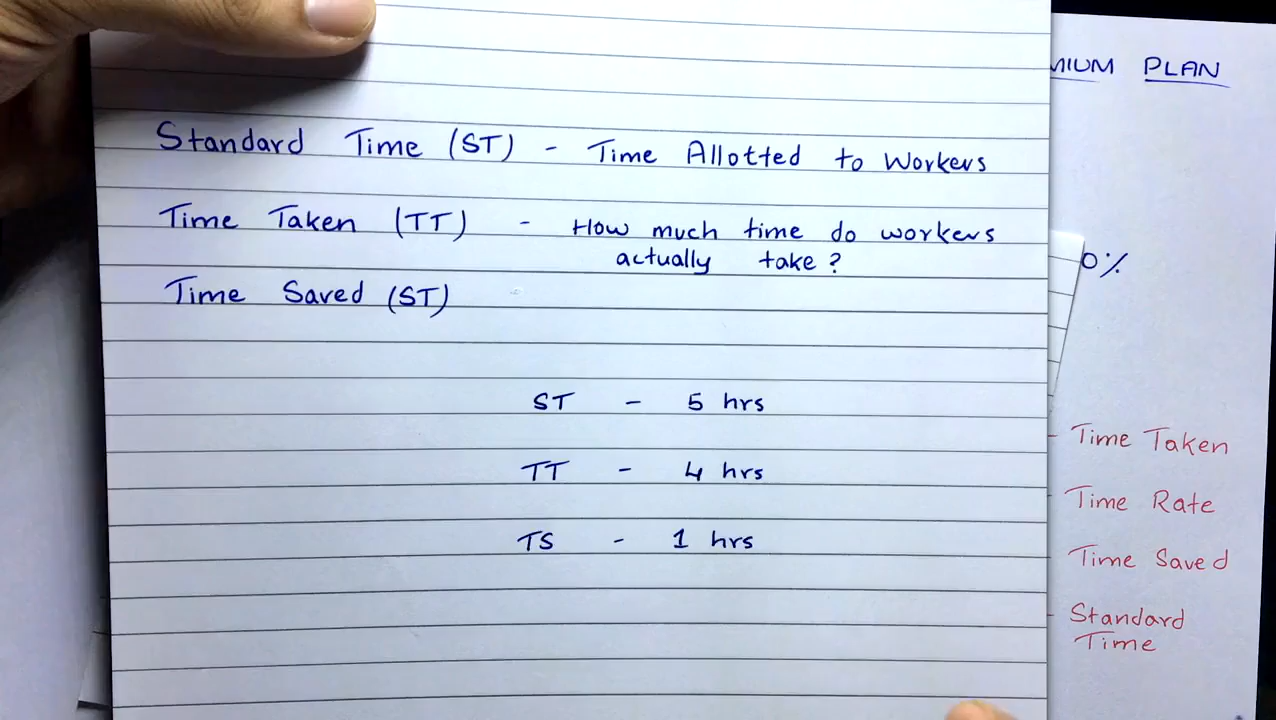 MIUM PLAN
Standard Time (ST) - Time Allotted to Workers
Time Taken (TT) - How much time do workers
actually take ?
Time Saved (ST)
ST - 5 hrs
TT - 4 hrs
TS - 1 hrs
0%
- Time Taken
Time Rate
Time Saved
- Standard
Time